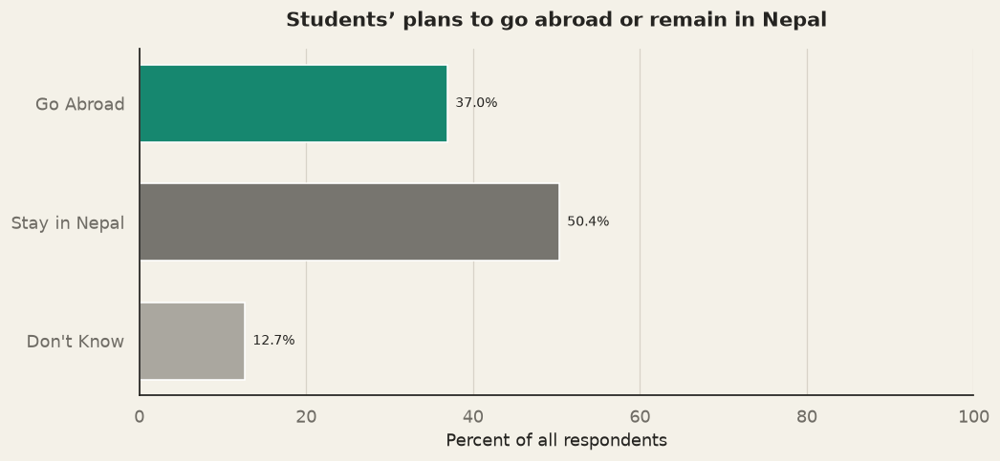 Students’ plans to go abroad or remain in Nepal
Go Abroad
37.0%
Stay in Nepal
50.4%
Don't Know
12.7%
0 20 40 60 80 100
Percent of all respondents